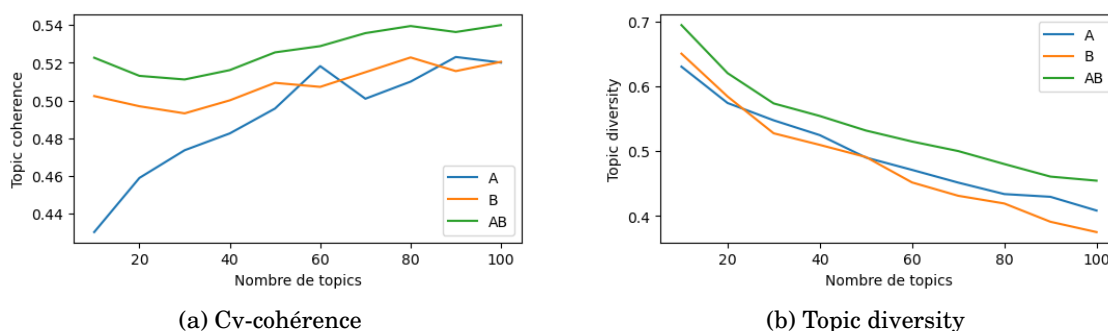 0.54
0.52
0.50
0.48
0.46
0.44
Topic coherence
20
40
60
80
100
Nombre de topics
A
B
AB
(a) Cv-cohérence
0.7
0.6
0.5
0.4
Topic diversity
20
40
60
80
100
Nombre de topics
A
B
AB
(b) Topic diversity